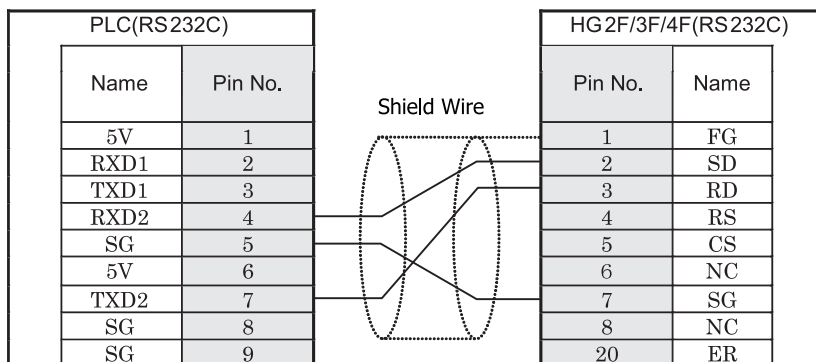 PLC(RS232C) HG2F/3F/4F(RS232C)
Name Pin No. Pin No. Name
Shield Wire
5V 1 1 FG
RXD1 2 2 SD
TXD1 3 3 RD
RXD2 4 4 RS
SG 5 5 CS
5V 6 6 NC
TXD2 7 7 SG
SG 8 8 NC
SG 9 20 ER